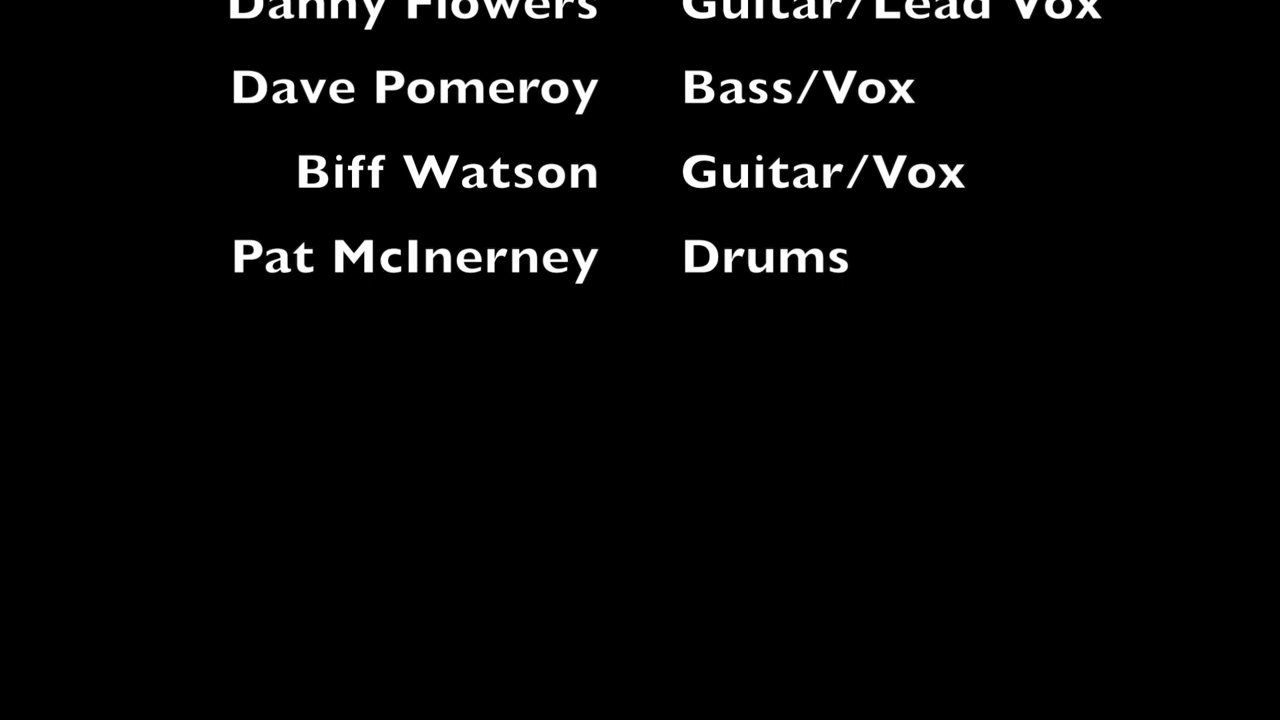 Danny Flowers Guitar/Lead Vox
Dave Pomeroy Bass/Vox
Biff Watson Guitar/Vox
Pat McInerney Drums